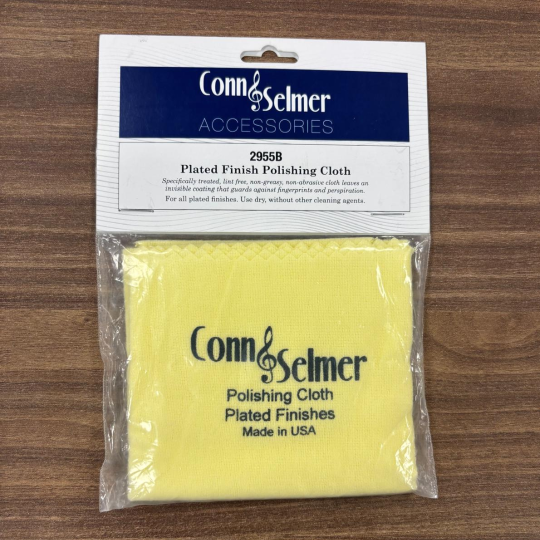 Conn Selmer
ACCESSORIES
2955B
Plated Finish Polishing Cloth
Specifically treated, lint free, non-greasy, non-abrasive cloth leaves an
invisible coating that guards against fingerprints and perspiration.
For all plated finishes. Use dry, without other cleaning agents.
Conn Selmer
Polishing Cloth
Plated Finishes
Made in USA